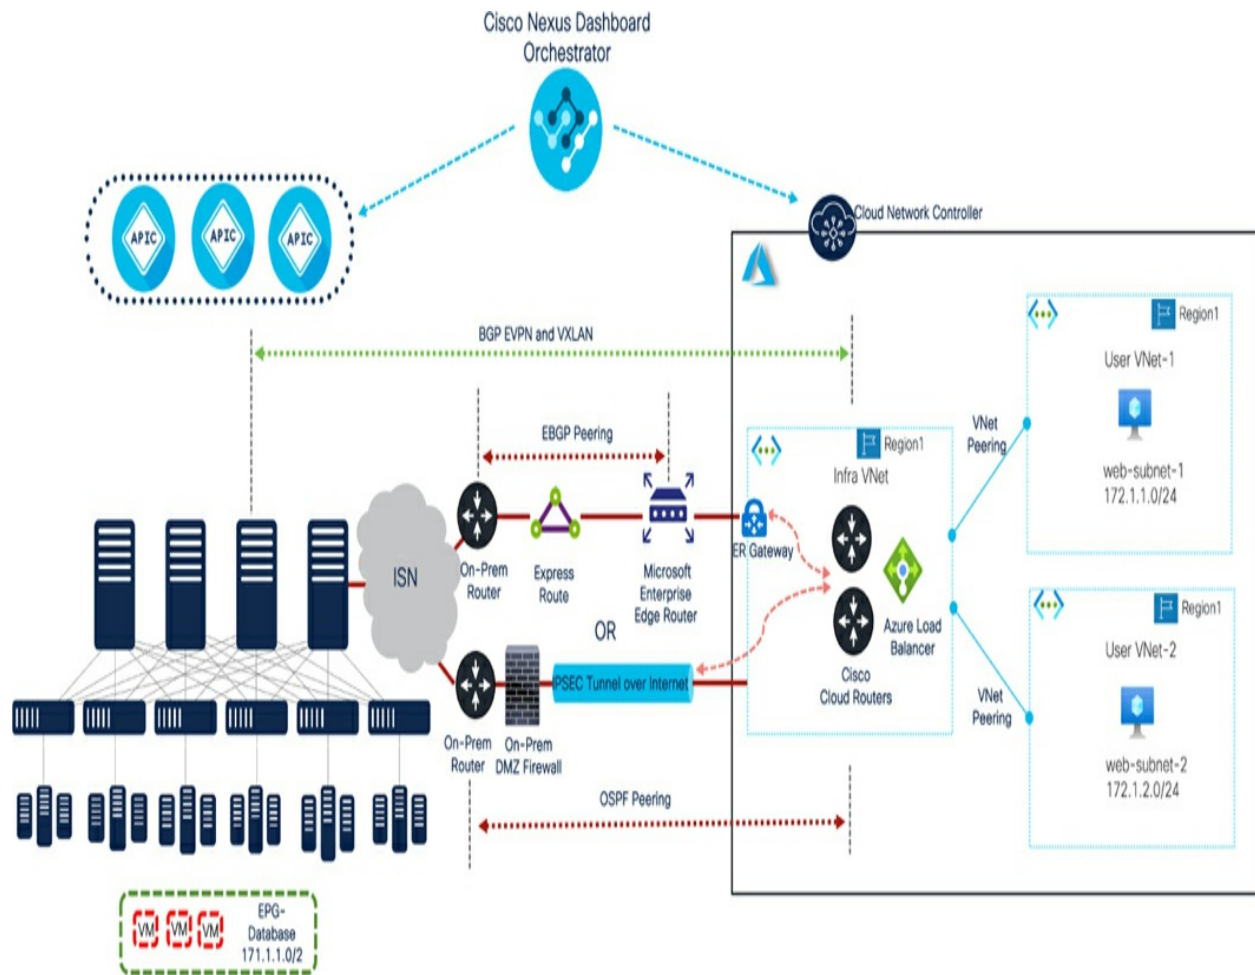 Cisco Nexus Dashboard
Orchestrator
APIC
APIC
APIC
Cloud Network Controller
BGP EVPN and VXLAN
EBGP Peering
Region1
User VNet-1
web-subnet-1
172.1.1.0/24
VNet
Peering
Region1
Infra VNet
ISN
On-Prem
Router
Express
Route
Microsoft
Enterprise
Edge Router
ER Gateway
OR
Azure Load
Balancer
Cisco
Cloud Routers
IPSEC Tunnel over Internet
On-Prem
Router
On-Prem
DMZ Firewall
OSPF Peering
VNet
Peering
Region1
User VNet-2
web-subnet-2
172.1.2.0/24
VM
VM
VM
EPG-
Database
171.1.1.0/2